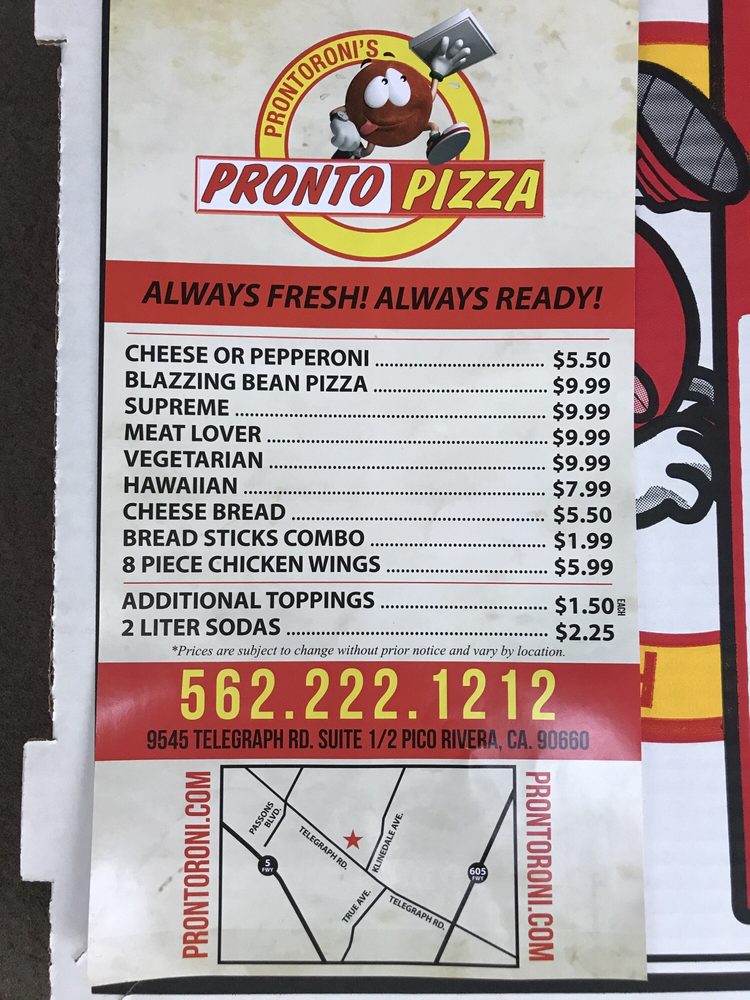 PRONTORONI'S
PRONTO PIZZA
ALWAYS FRESH! ALWAYS READY!
CHEESE OR PEPPERONI ........ $5.50
BLAZZING BEAN PIZZA ........ $9.99
SUPREME ........ $9.99
MEAT LOVER ........ $9.99
VEGETARIAN ........ $9.99
HAWAIIAN ........ $7.99
CHEESE BREAD ........ $5.50
BREAD STICKS COMBO ........ $1.99
8 PIECE CHICKEN WINGS ........ $5.99
ADDITIONAL TOPPINGS ........ $1.50 EACH
2 LITER SODAS ........ $2.25
*Prices are subject to change without prior notice and vary by location.
562.222.1212
9545 TELEGRAPH RD. SUITE 1/2 PICO RIVERA, CA. 90660
PRONTORONI.COM
PASSONS BLVD.
TELEGRAPH RD.
KLINEDALE AVE.
5 FWY
605 FWY
TRUE AVE.
TELEGRAPH RD.
PRONTORONI.COM